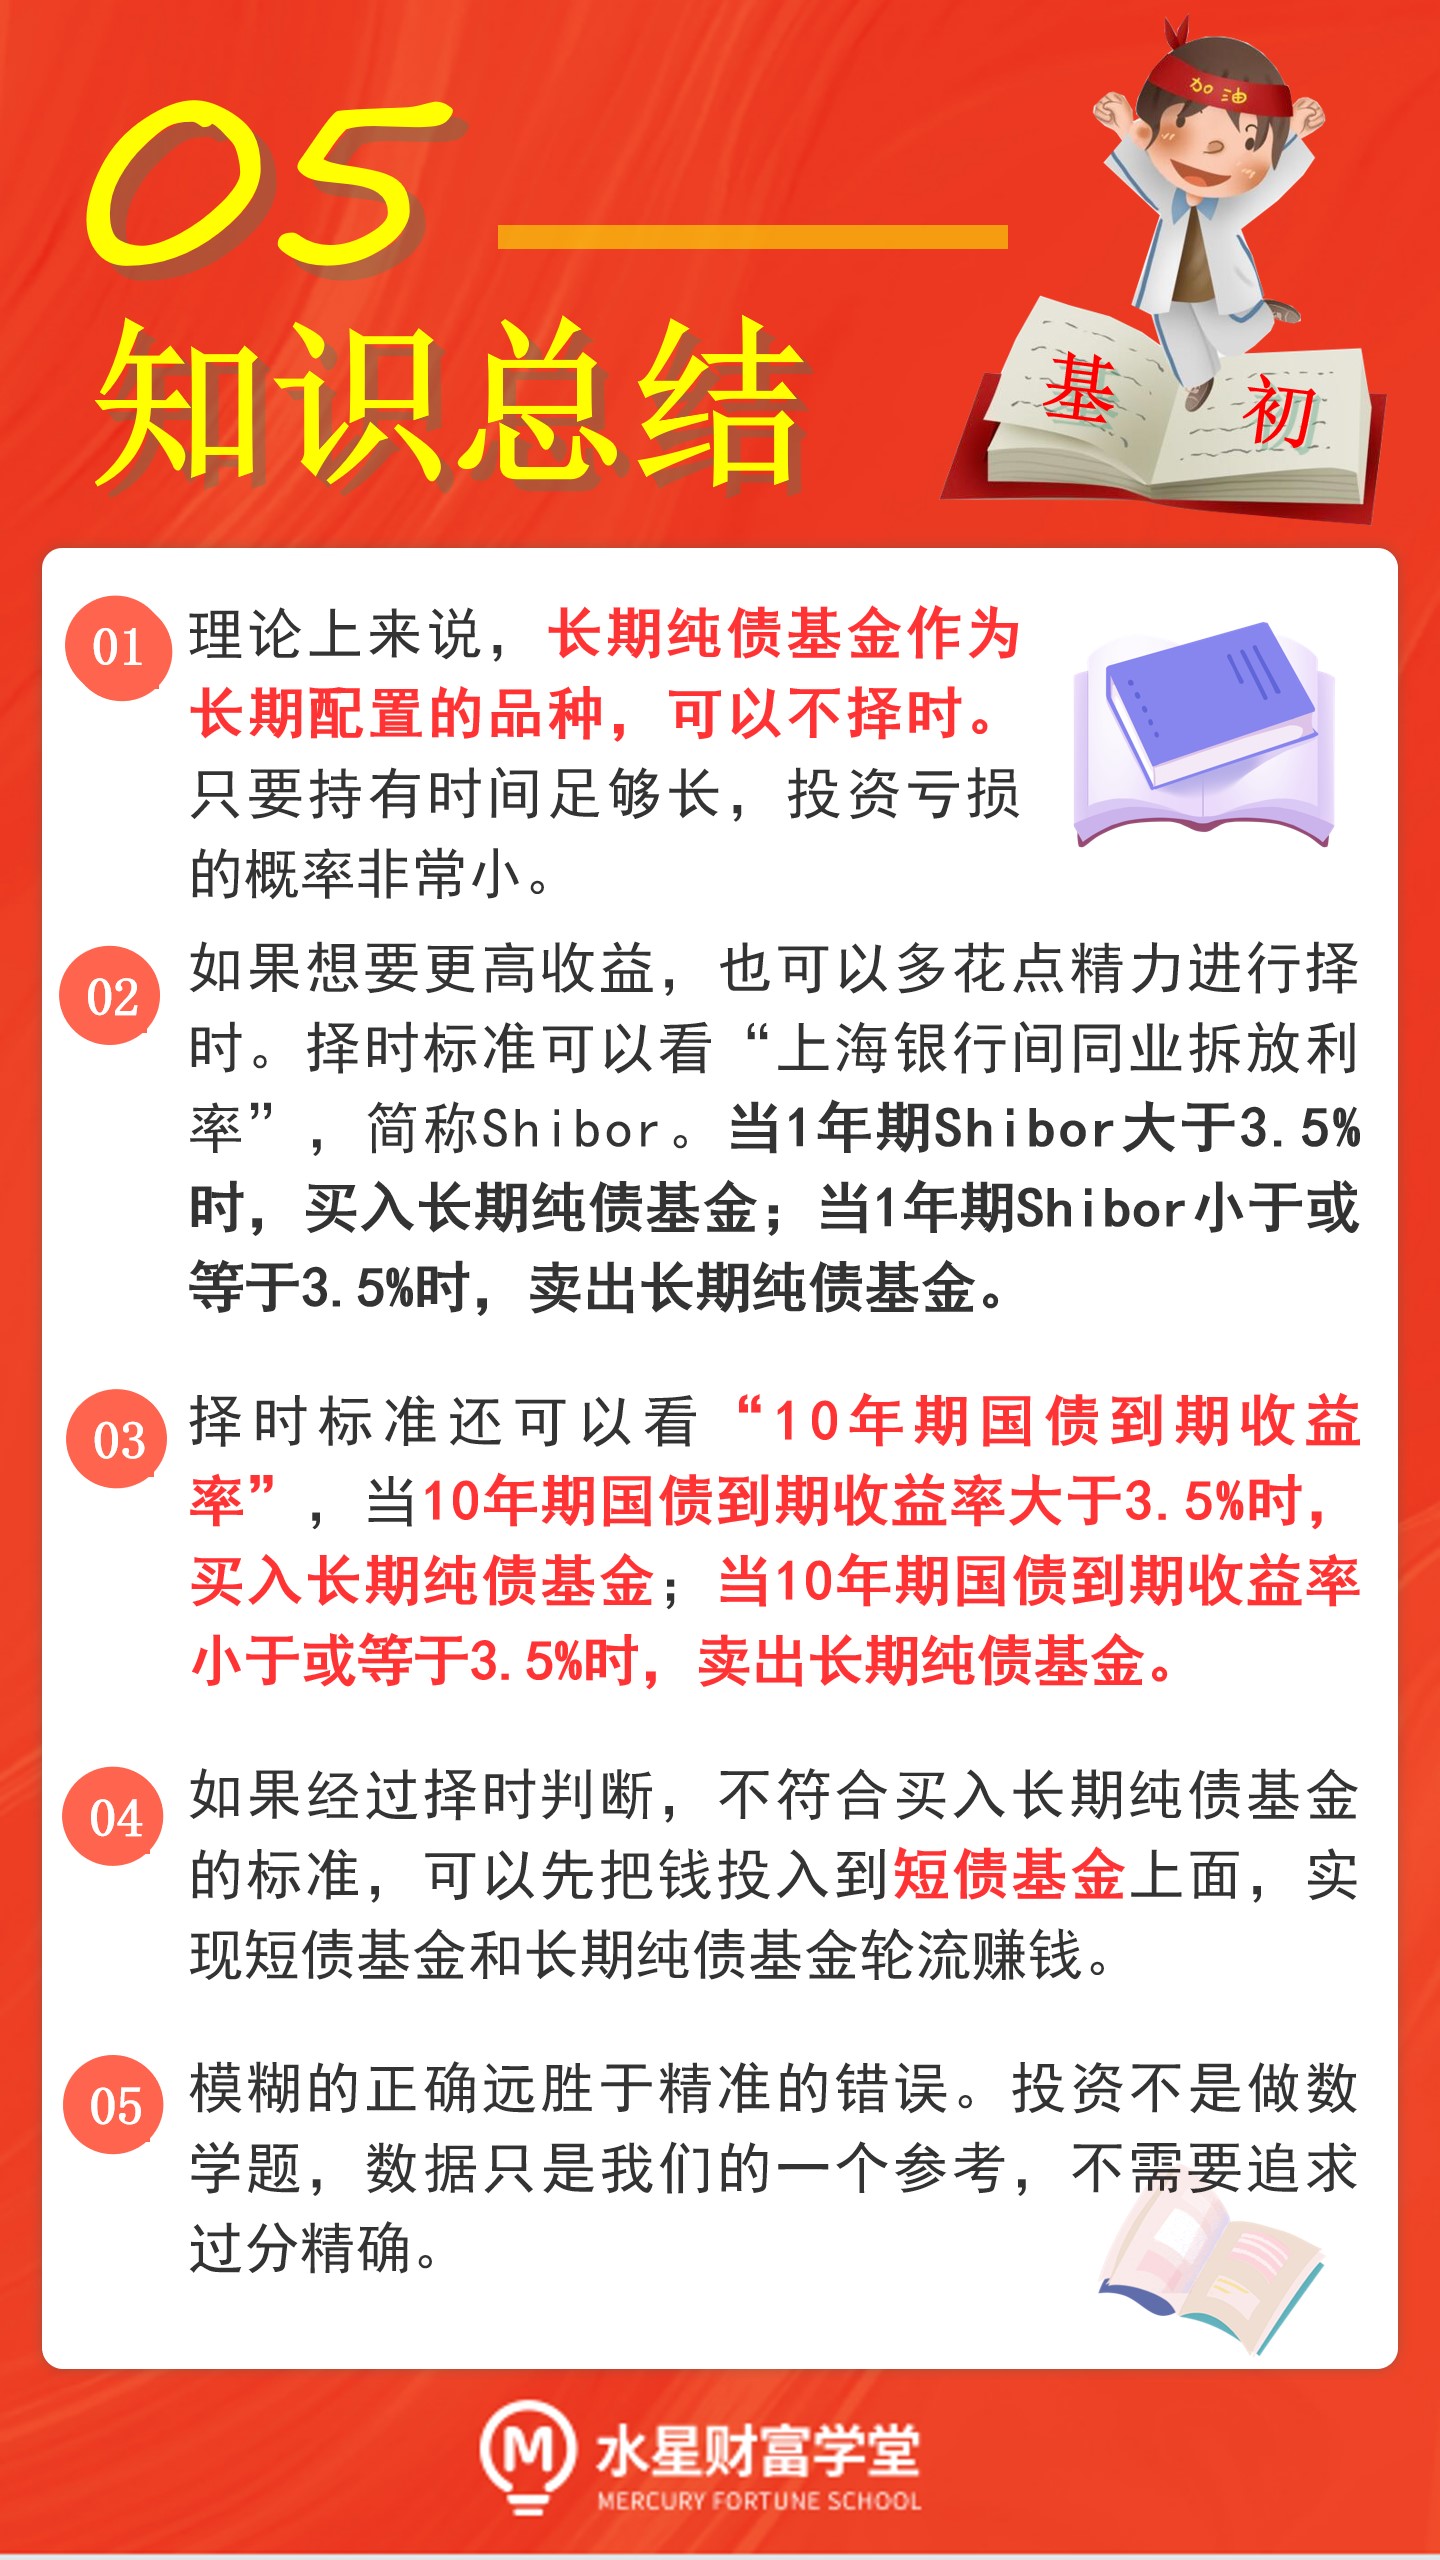 加油
05
知识总结
基 初
01
理论上来说，长期纯债基金作为
长期配置的品种，可以不择时。
只要持有时间足够长，投资亏损
的概率非常小。
02
如果想要更高收益，也可以多花点精力进行择
时。择时标准可以看“上海银行间同业拆放利
率”，简称Shibor。当1年期Shibor大于3.5%
时，买入长期纯债基金；当1年期Shibor小于或
等于3.5%时，卖出长期纯债基金。
03
择时标准还可以看“10年期国债到期收益
率”，当10年期国债到期收益率大于3.5%时，
买入长期纯债基金；当10年期国债到期收益率
小于或等于3.5%时，卖出长期纯债基金。
04
如果经过择时判断，不符合买入长期纯债基金
的标准，可以先把钱投入到短债基金上面，实
现短债基金和长期纯债基金轮流赚钱。
05
模糊的正确远胜于精准的错误。投资不是做数
学题，数据只是我们的一个参考，不需要追求
过分精确。
M
水星财富学堂
MERCURY FORTUNE SCHOOL